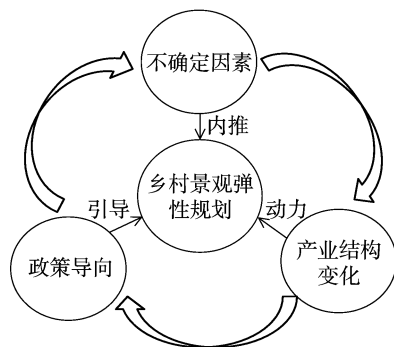 不确定因素
内推
乡村景观弹
性规划
引导
动力
政策导向
产业结构
变化